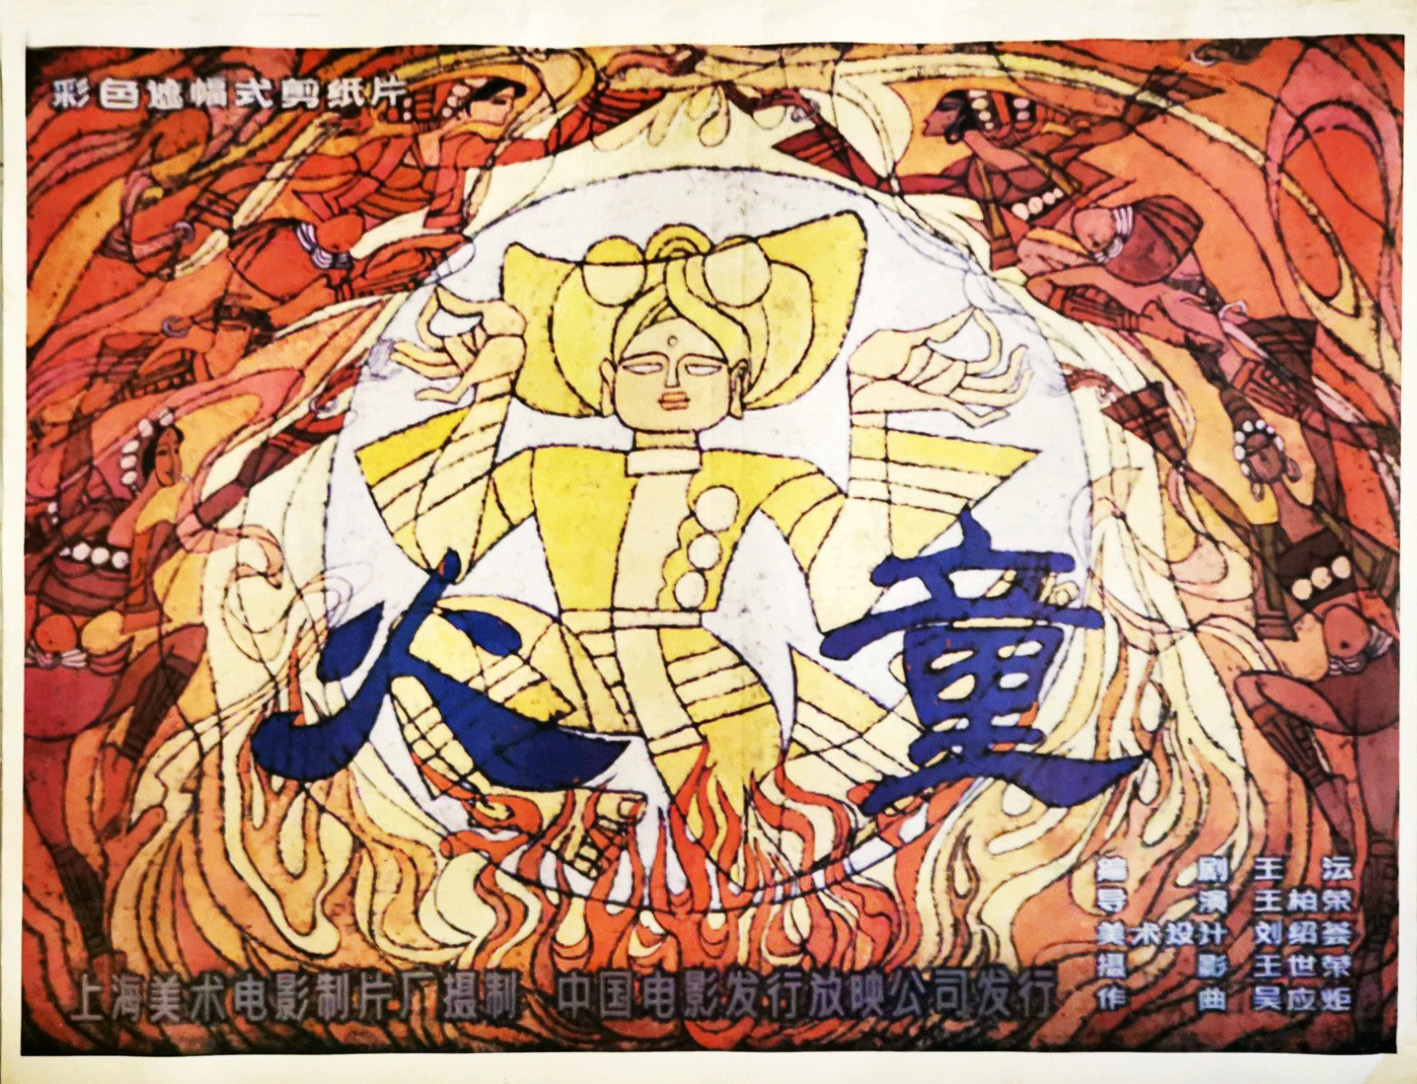 彩色遮幅式剪纸片
火童
编剧 王沄
导演 王柏荣
美术设计 刘绍荟
摄影 王世荣
作曲 吴应炬
上海美术电影制片厂摄制 中国电影发行放映公司发行